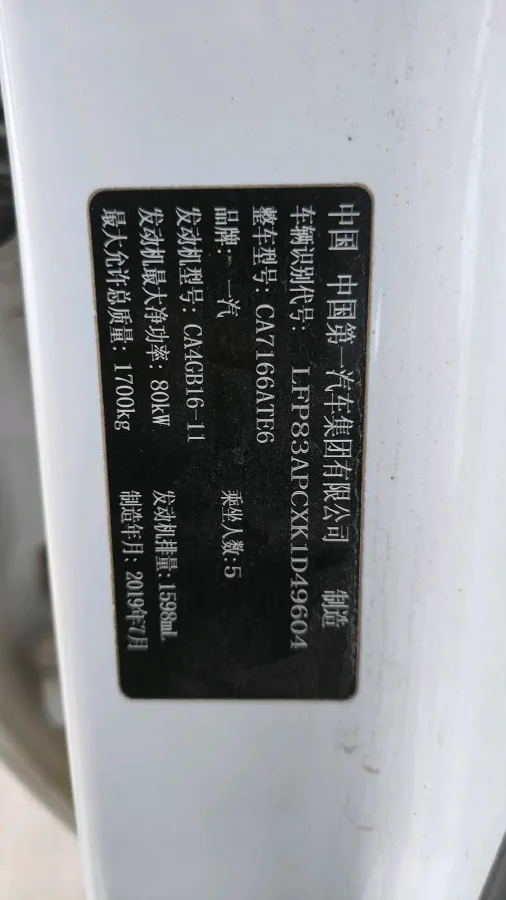 中国 中国第一汽车集团有限公司 制造
车辆识别代号: LFP83APCXK1D49604
整车型号: CA7166ATE6
品牌: 一汽 乘坐人数:5
发动机型号: CA4GB16-11
发动机最大净功率: 80kW 发动机排量:1598mL
最大允许总质量: 1700kg 制造年月: 2019年7月